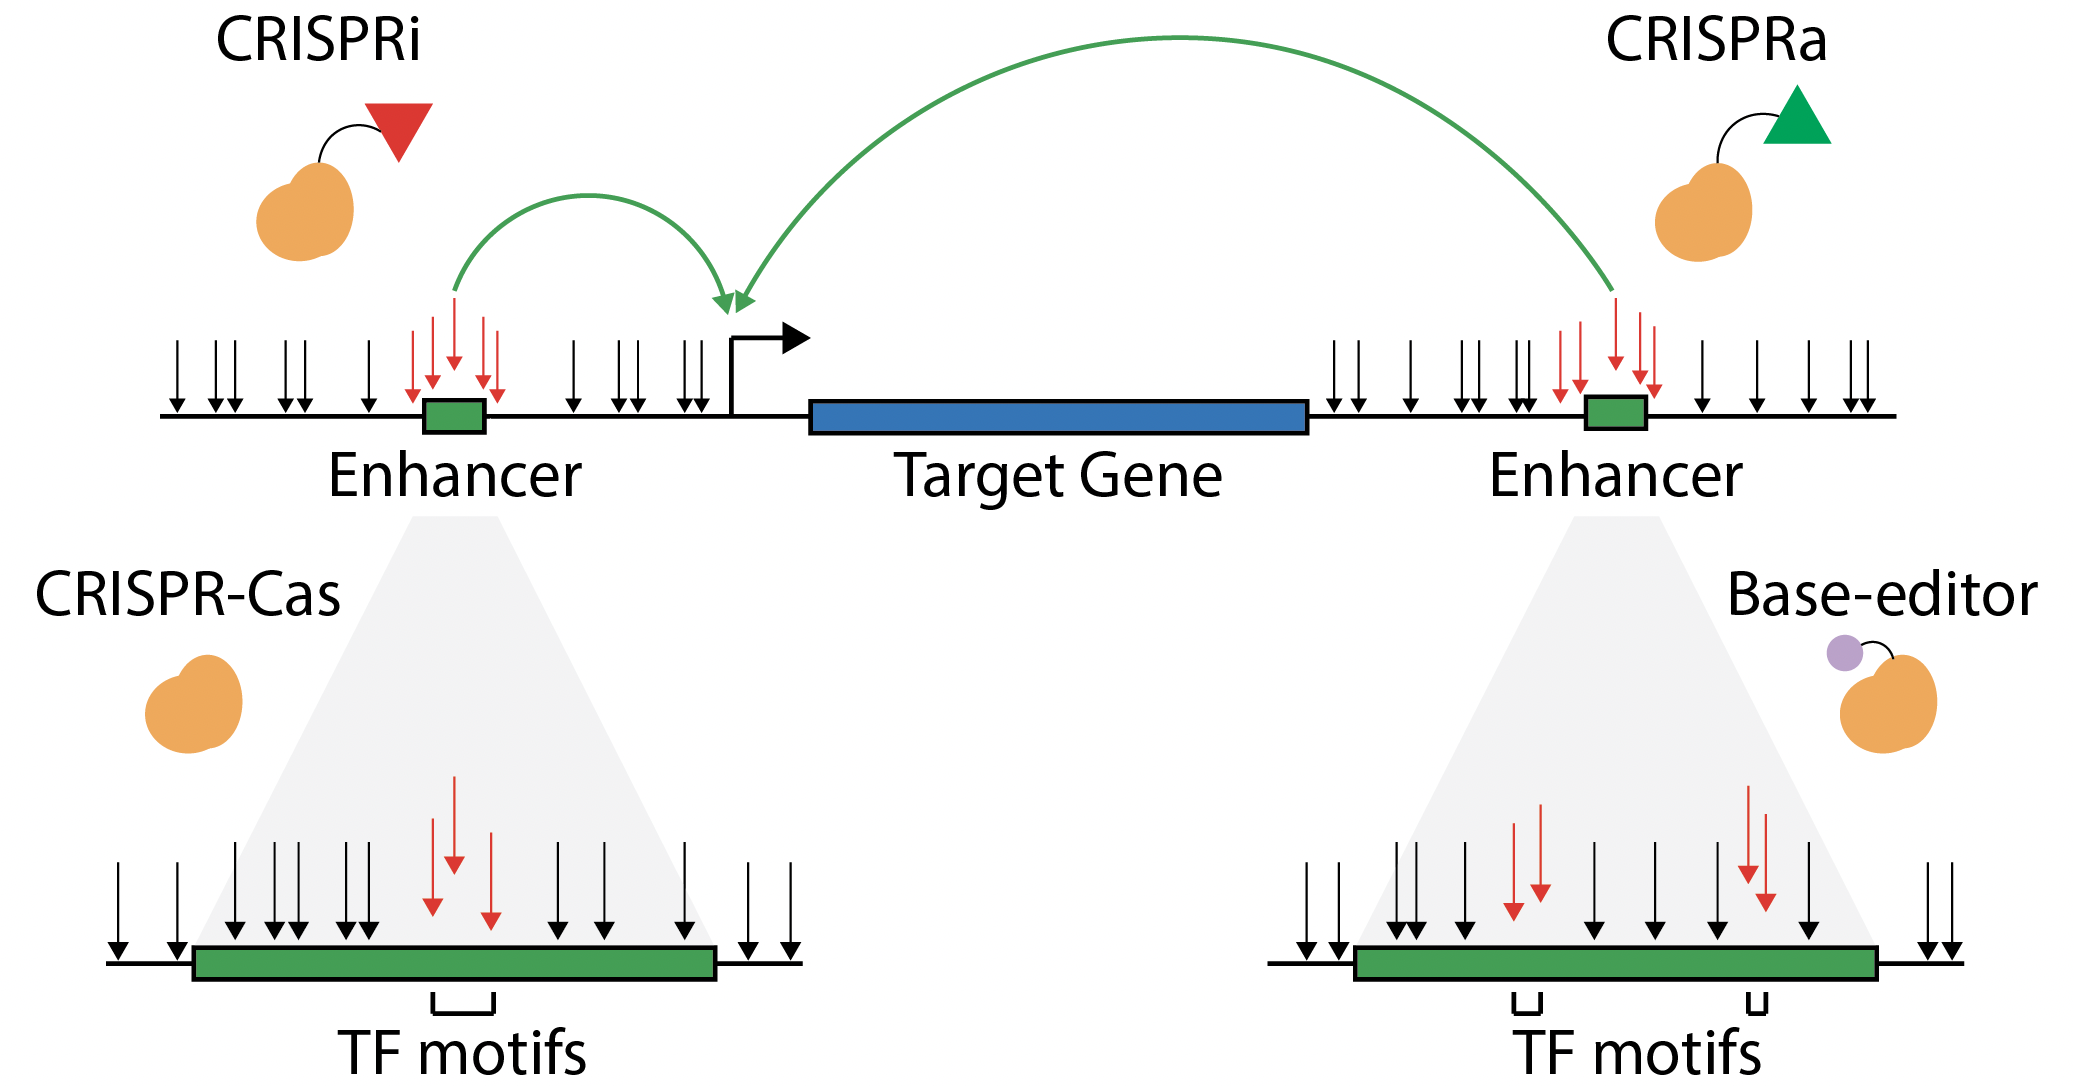 CRISPRi
CRISPRa
Enhancer
Target Gene
Enhancer
CRISPR-Cas
Base-editor
TF motifs
TF motifs